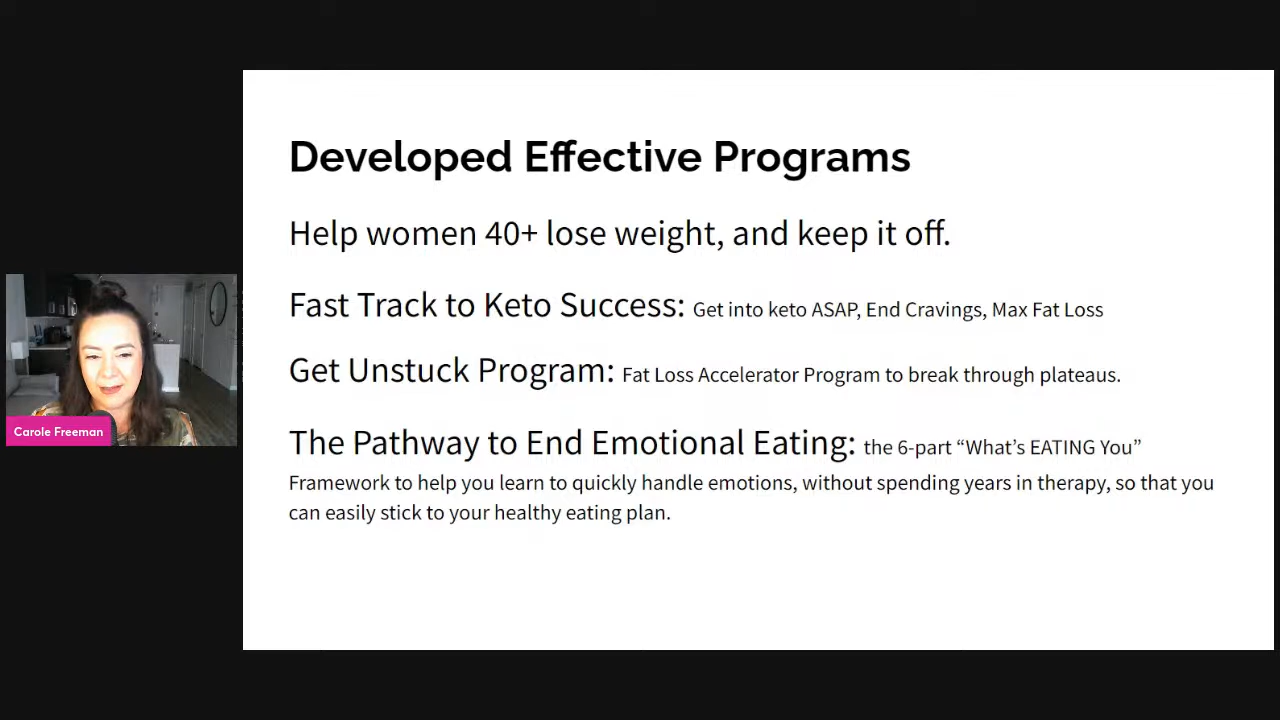 Developed Effective Programs
Help women 40+ lose weight, and keep it off.
Fast Track to Keto Success: Get into keto ASAP, End Cravings, Max Fat Loss
Get Unstuck Program: Fat Loss Accelerator Program to break through plateaus.
The Pathway to End Emotional Eating: the 6-part “What’s EATING You”
Framework to help you learn to quickly handle emotions, without spending years in therapy, so that you
can easily stick to your healthy eating plan.
Carole Freeman